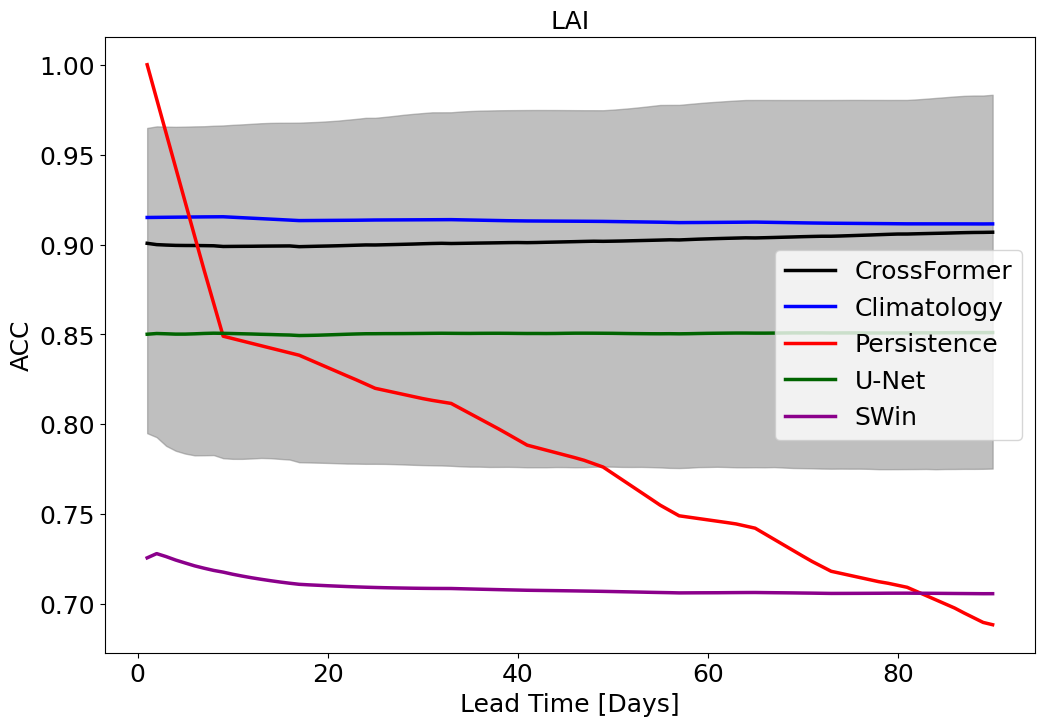 LAI
1.00
0.95
0.90
0.85
0.80
0.75
0.70
ACC
CrossFormer
Climatology
Persistence
U-Net
SWin
0
20
40
60
80
Lead Time [Days]